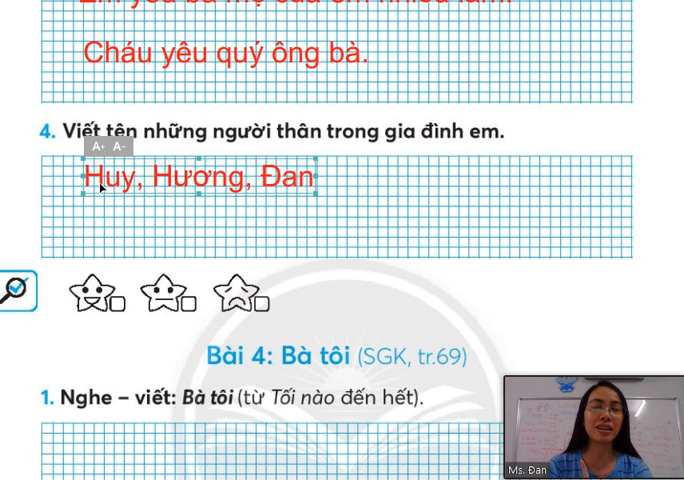 Cháu yêu quý ông bà.
4. Viết tên những người thân trong gia đình em.
A+ A-
Huy, Hương, Đan
Bài 4: Bà tôi (SGK, tr.69)
1. Nghe – viết: Bà tôi (từ Tối nào đến hết).
Ms. Đan